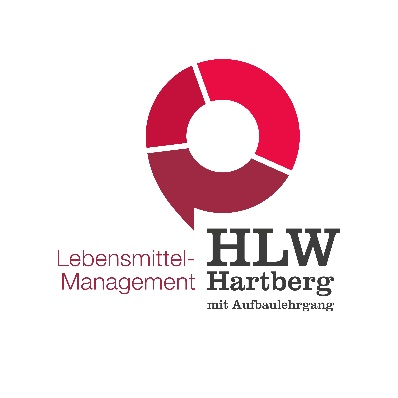 Lebensmittel-
Management
HLW
Hartberg
mit Aufbaulehrgang